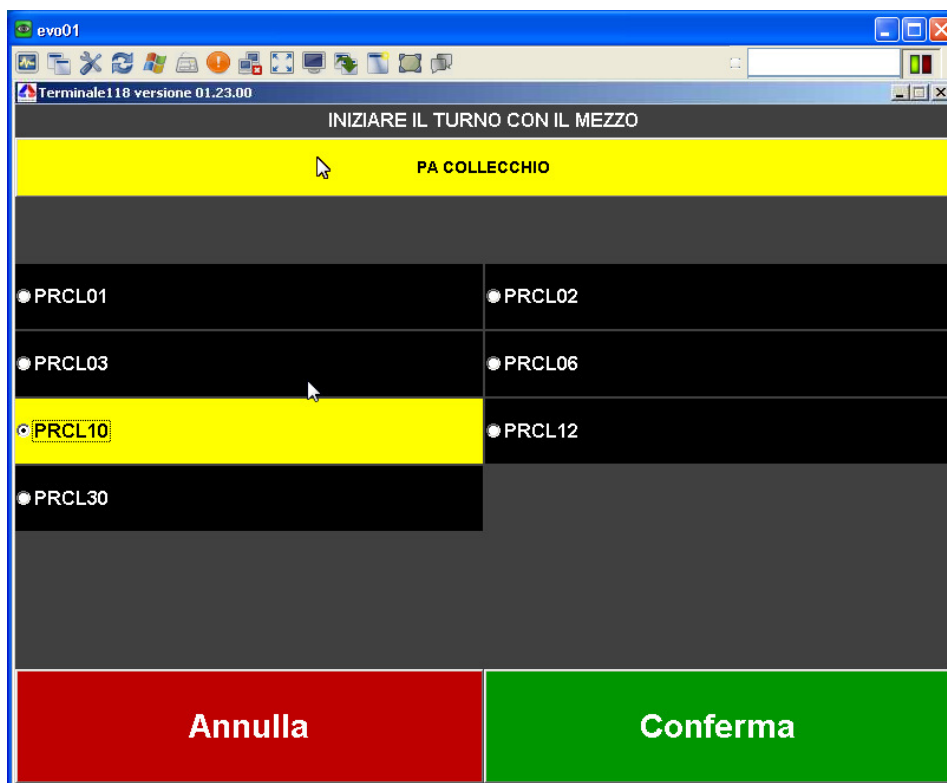 evo01
Terminale118 versione 01.23.00
INIZIARE IL TURNO CON IL MEZZO
PA COLLECCHIO
PRCL01
PRCL02
PRCL03
PRCL06
PRCL10
PRCL12
PRCL30
Annulla
Conferma